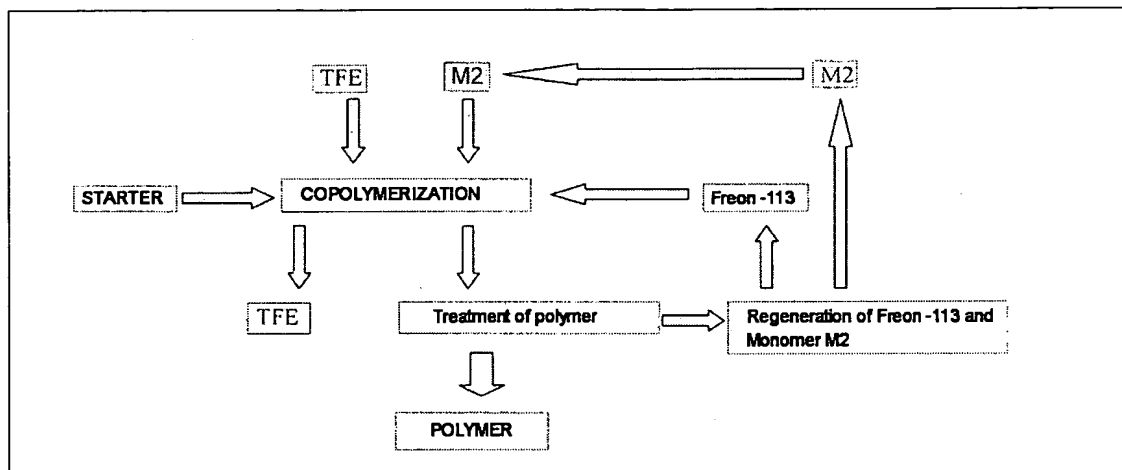 TFE
M2
M2
STARTER
COPOLYMERIZATION
Freon -113
TFE
Treatment of polymer
Regeneration of Freon -113 and
Monomer M2
POLYMER